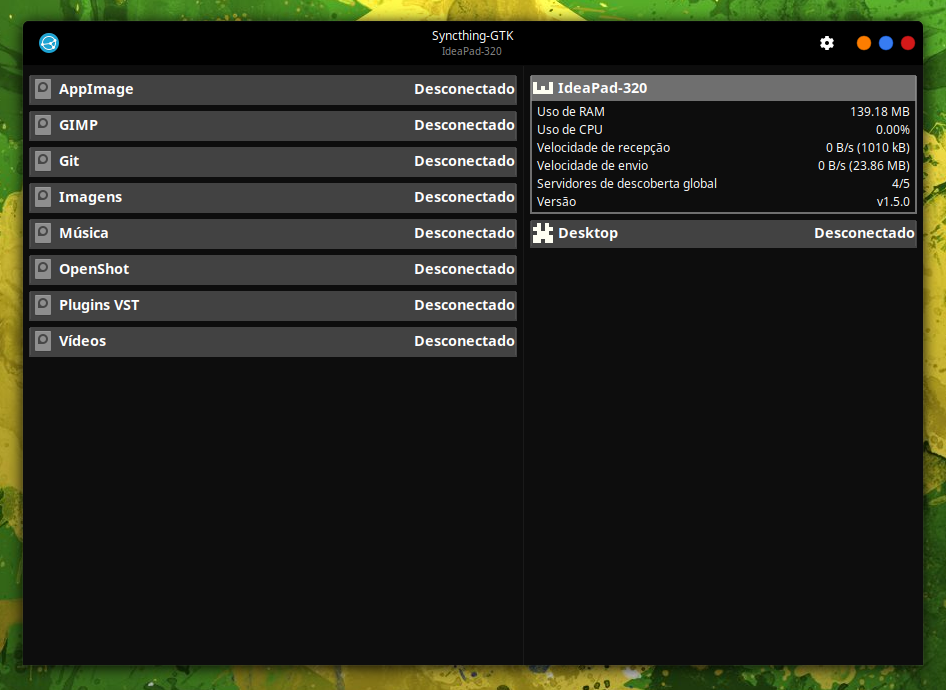 Syncthing-GTK
IdeaPad-320
AppImage Desconectado
GIMP Desconectado
Git Desconectado
Imagens Desconectado
Música Desconectado
OpenShot Desconectado
Plugins VST Desconectado
Vídeos Desconectado
IdeaPad-320
Uso de RAM 139.18 MB
Uso de CPU 0.00%
Velocidade de recepção 0 B/s (1010 kB)
Velocidade de envio 0 B/s (23.86 MB)
Servidores de descoberta global 4/5
Versão v1.5.0
Desktop Desconectado